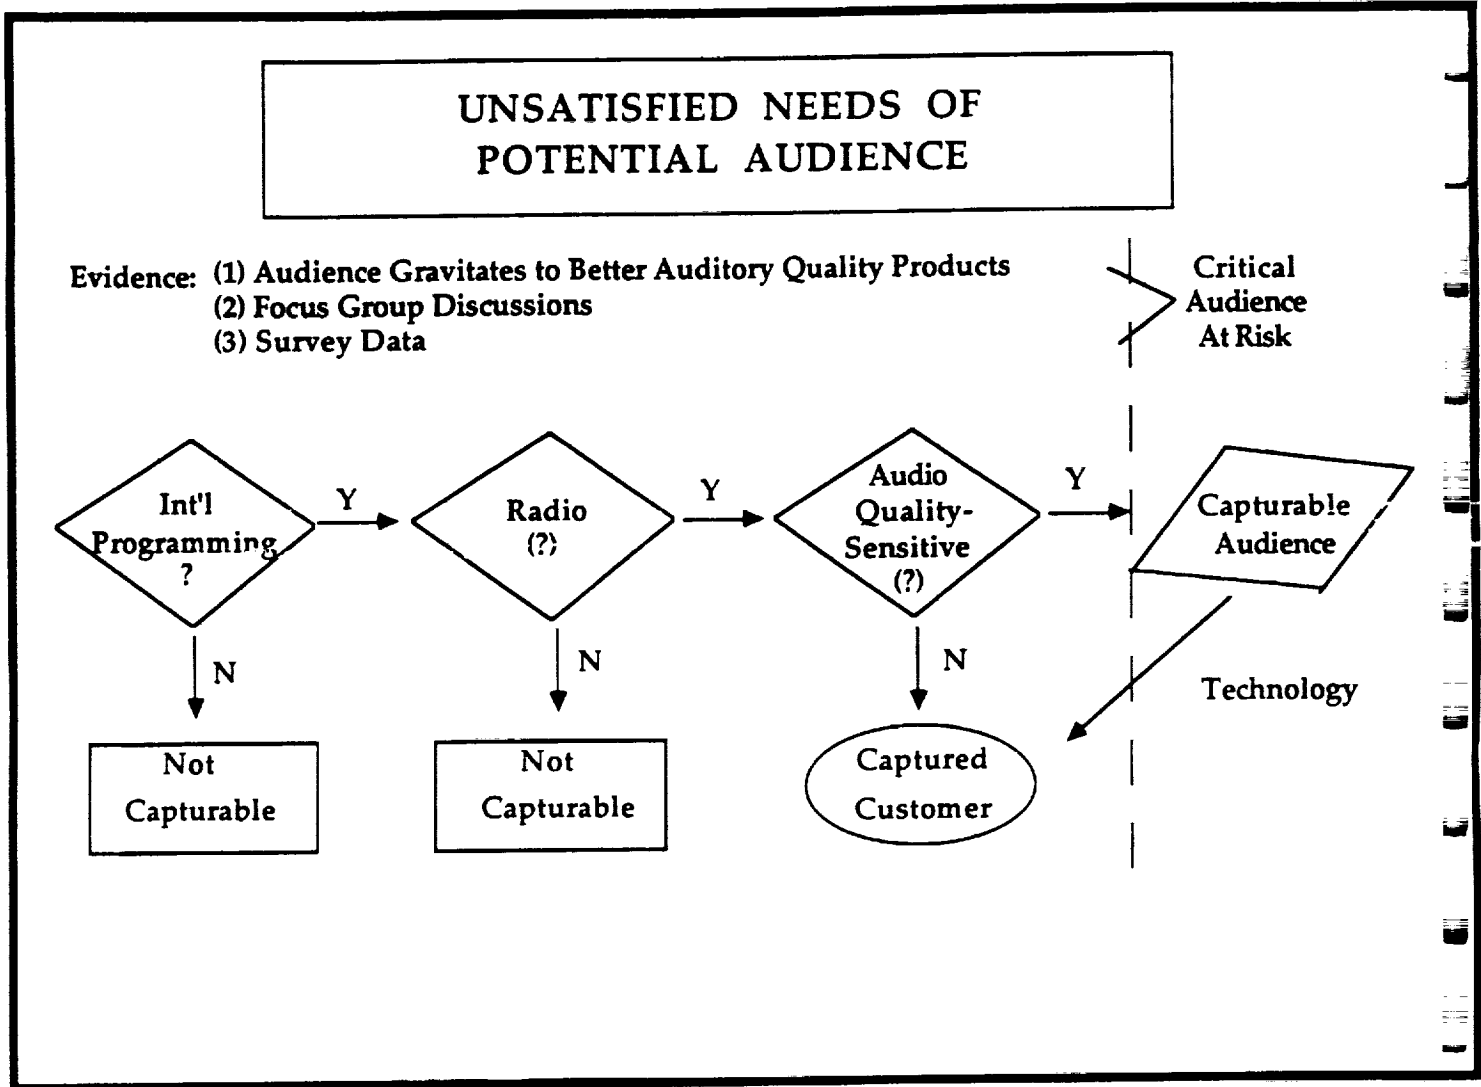 UNSATISFIED NEEDS OF
POTENTIAL AUDIENCE
Evidence: (1) Audience Gravitates to Better Auditory Quality Products
(2) Focus Group Discussions
(3) Survey Data
Critical
Audience
At Risk
Int'l
Programming
?
Y
Radio
(?)
Y
Audio
Quality-
Sensitive
(?)
Y
Capturable
Audience
N
N
N
Technology
Not
Capturable
Not
Capturable
Captured
Customer